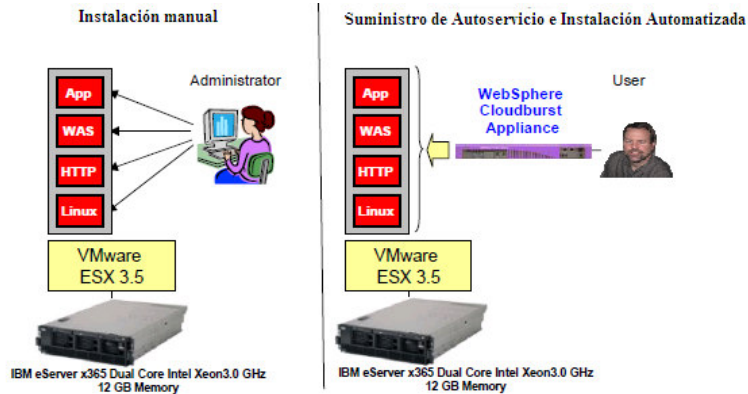 Instalación manual
Administrator
App
WAS
HTTP
Linux
VMware
ESX 3.5
IBM eServer x365 Dual Core Intel Xeon3.0 GHz
12 GB Memory
Suministro de Autoservicio e Instalación Automatizada
App
WAS
HTTP
Linux
WebSphere
Cloudburst
Appliance
User
VMware
ESX 3.5
IBM eServer x365 Dual Core Intel Xeon3.0 GHz
12 GB Memory